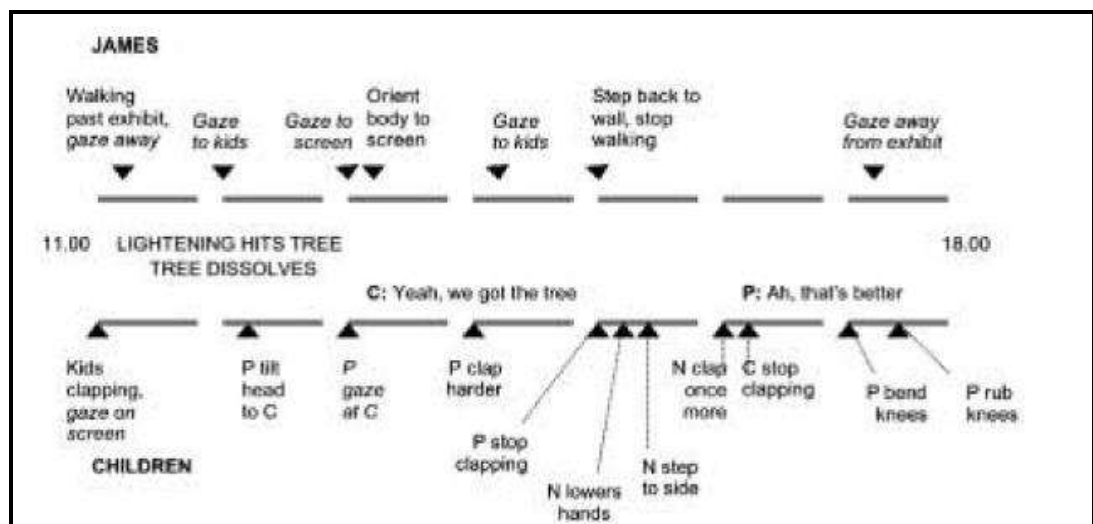 JAMES
Walking
past exhibit,
gaze away
Gaze
to kids
Gaze to
screen
Orient
body to
screen
Gaze
to kids
Step back to
wall, stop
walking
Gaze away
from exhibit
11.00 LIGHTENING HITS TREE 18.00
TREE DISSOLVES
C: Yeah, we got the tree
P: Ah, that's better
Kids
clapping,
gaze on
screen
P tilt
head
to C
P
gaze
at C
P clap
harder
P stop
clapping
N lowers
hands
N step
to side
N clap
once
more
C stop
clapping
P bend
knees
P rub
knees
CHILDREN